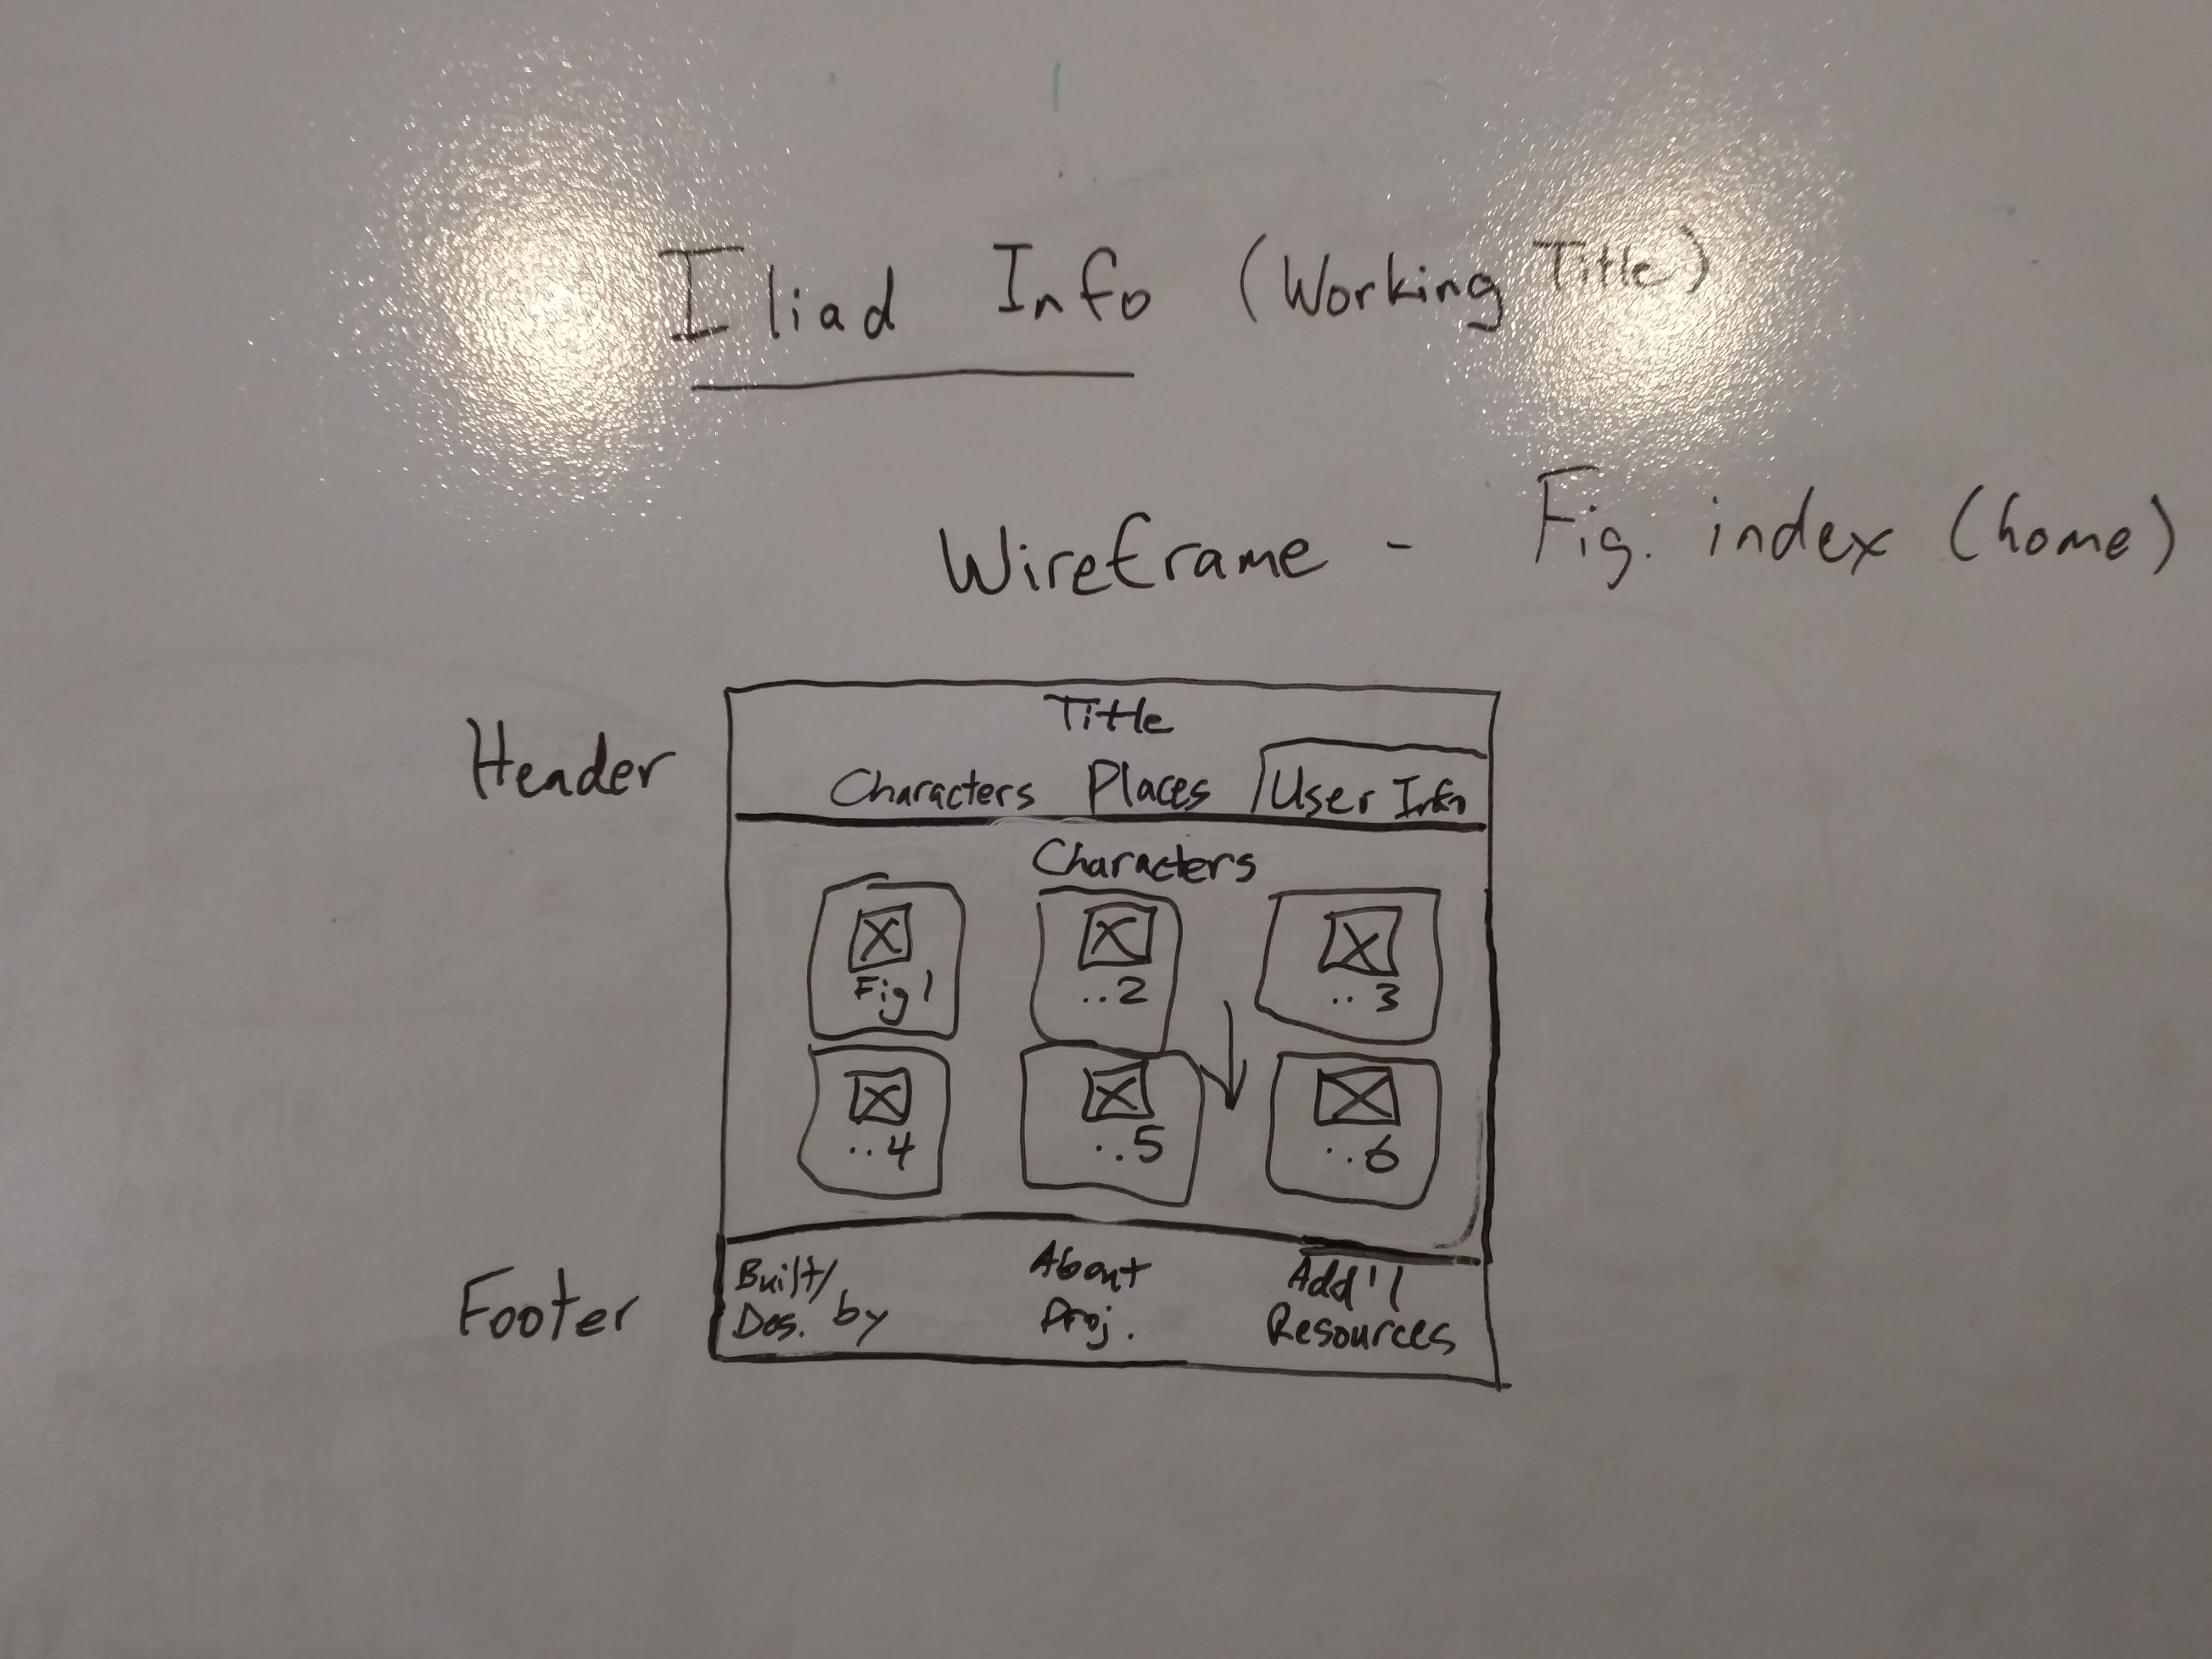 Iliad Info (Working Title)
Wireframe - Fig. index (home)
Header
Title
Characters Places User Info
Characters
Fig 1 ..2 ..3
..4 ..5 ..6
Footer
Built/ About Add'l
Des. by Proj. Resources